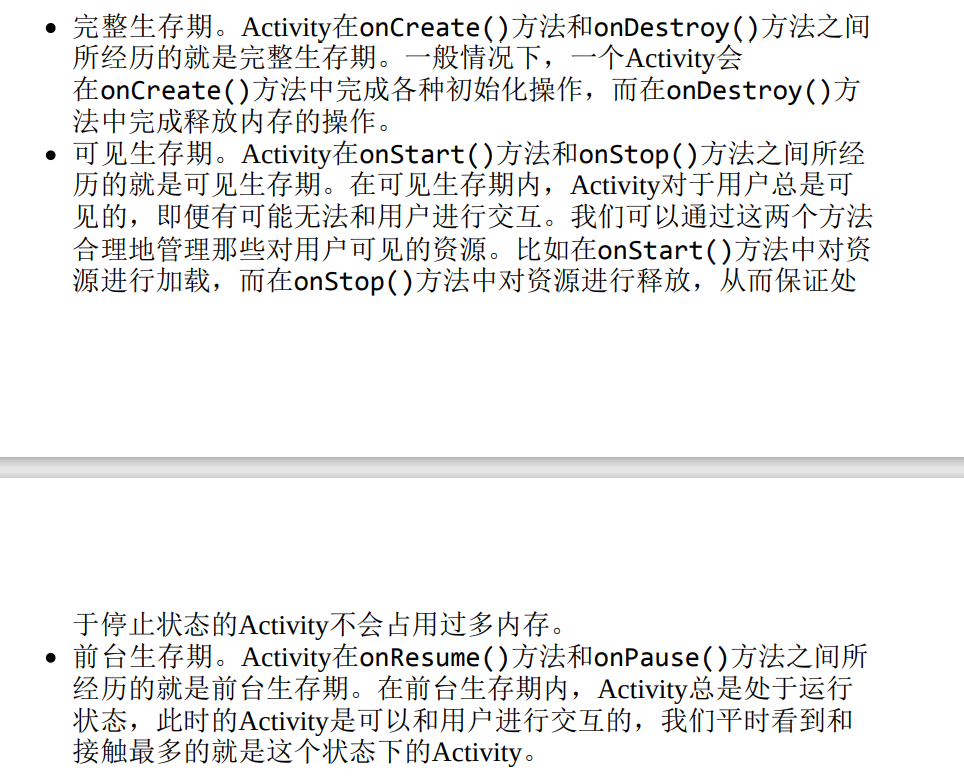 • 完整生存期。Activity在onCreate()方法和onDestroy()方法之间
所经历的就是完整生存期。一般情况下，一个Activity会
在onCreate()方法中完成各种初始化操作，而在onDestroy()方
法中完成释放内存的操作。
• 可见生存期。Activity在onStart()方法和onStop()方法之间所经
历的就是可见生存期。在可见生存期内，Activity对于用户总是可
见的，即便有可能无法和用户进行交互。我们可以通过这两个方法
合理地管理那些对用户可见的资源。比如在onStart()方法中对资
源进行加载，而在onStop()方法中对资源进行释放，从而保证处
于停止状态的Activity不会占用过多内存。
• 前台生存期。Activity在onResume()方法和onPause()方法之间所
经历的就是前台生存期。在前台生存期内，Activity总是处于运行
状态，此时的Activity是可以和用户进行交互的，我们平时看到和
接触最多的就是这个状态下的Activity。